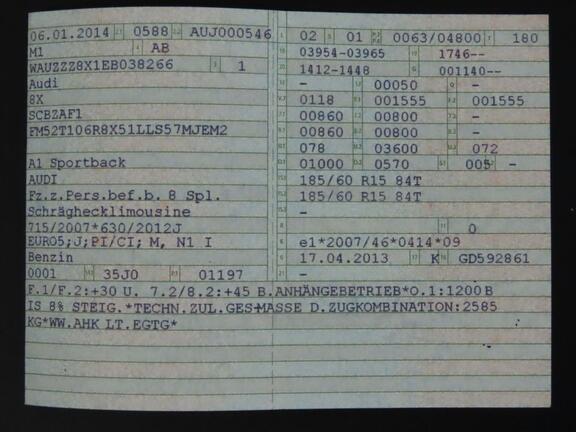 06.01.2014 0588 AUJ000546
M1 AB
WAUZZZ8X1EB038266 1
Audi
8X
SCBZAF1
FM52T106R8X51LLS57MJEM2
A1 Sportback
AUDI
Fz.z.Pers.bef.b. 8 Spl.
Schräghecklimousine
715/2007*630/2012J
EURO5;J;PI/CI; M, N1 I
Benzin
0001 35J0 01197
02 01 0063/04800 180
03954-03965 1746--
1412-1448 001140--
- 00050 -
0118 001555 001555
00860 00800 -
00860 00800 -
078 03600 072
01000 0570 005 -
185/60 R15 84T
185/60 R15 84T
-
0
e1*2007/46*0414*09
17.04.2013 K GD592861
-
F.1/F.2:+30 U. 7.2/8.2:+45 B.ANHÄNGEBETRIEB*O.1:1200 B
IS 8% STEIG.*TECHN.ZUL.GES-MASSE D.ZUGKOMBINATION:2585
KG*WW.AHK LT.EGTG*